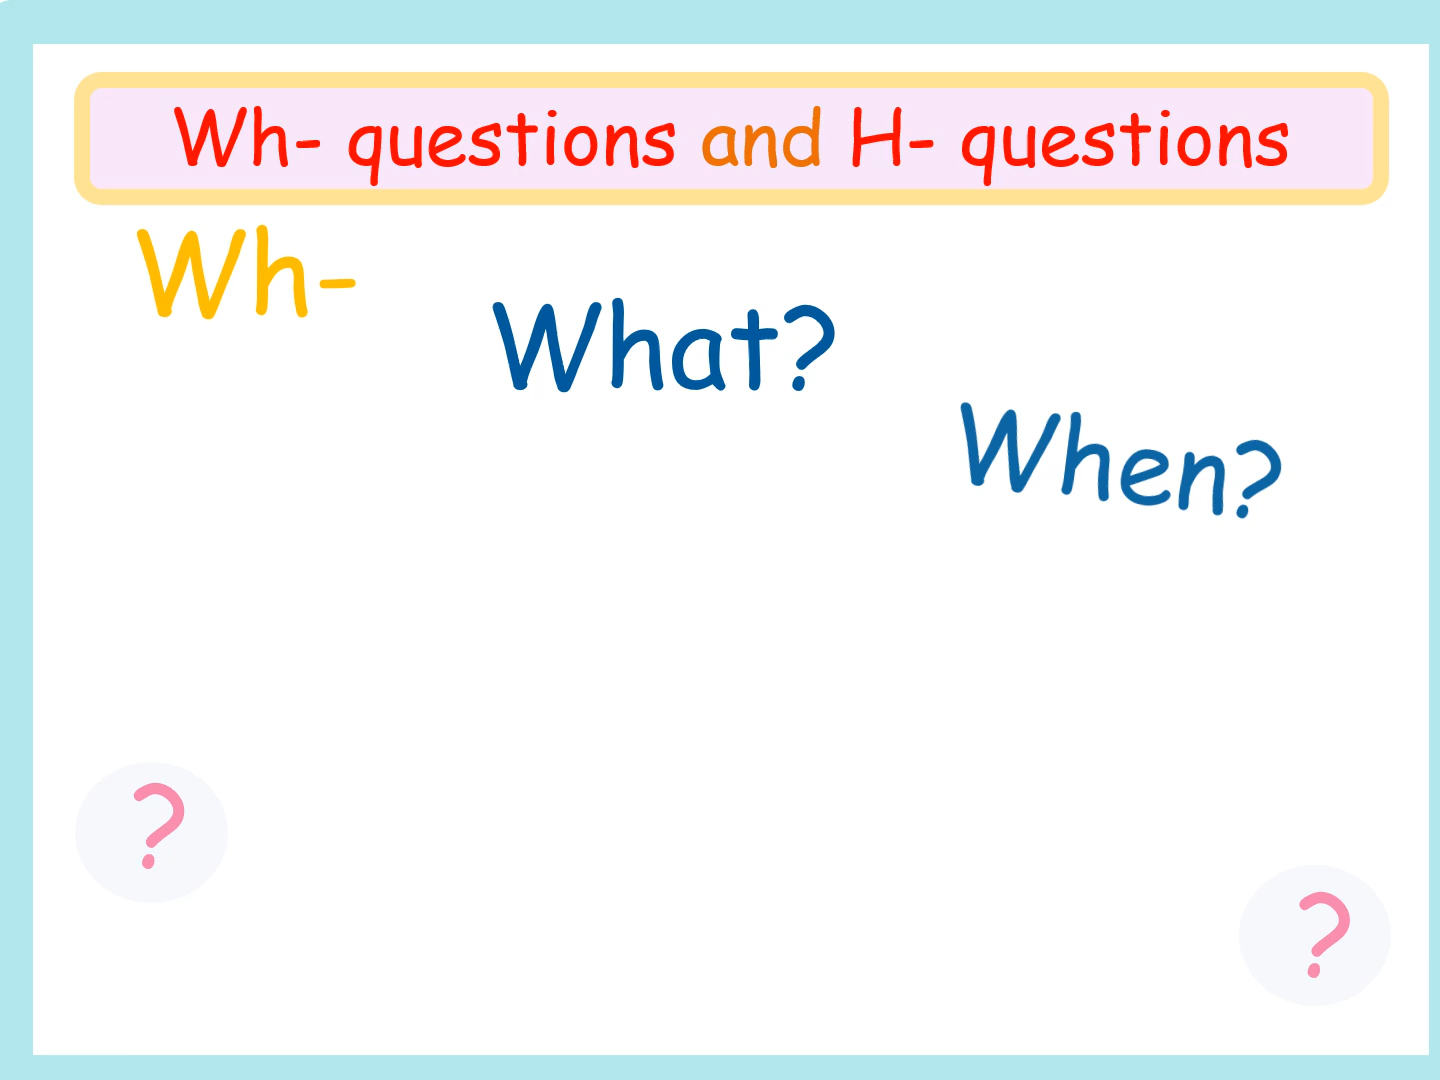 Wh- questions and H- questions
Wh-
What?
When?
?
?